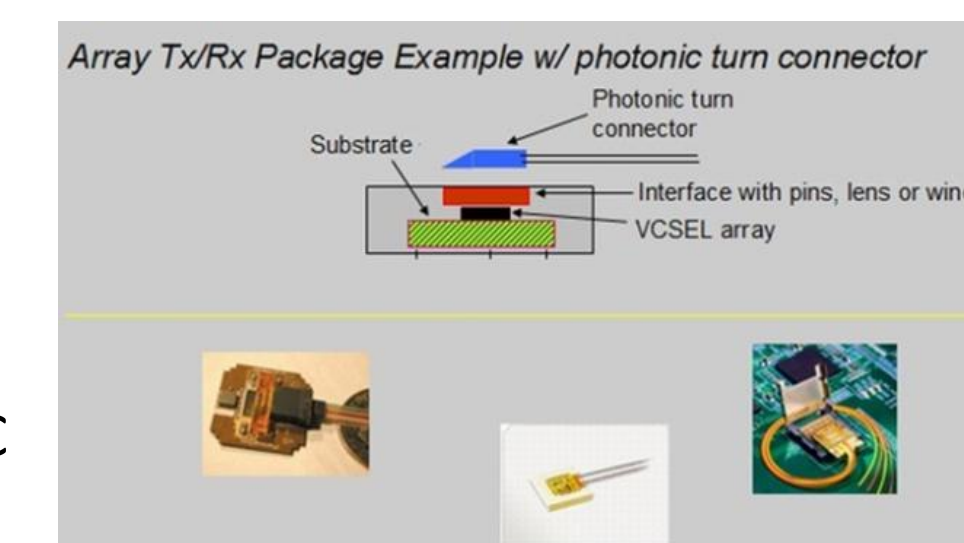 Array Tx/Rx Package Example w/ photonic turn connector
Photonic turn
connector
Substrate
Interface with pins, lens or
VCSEL array